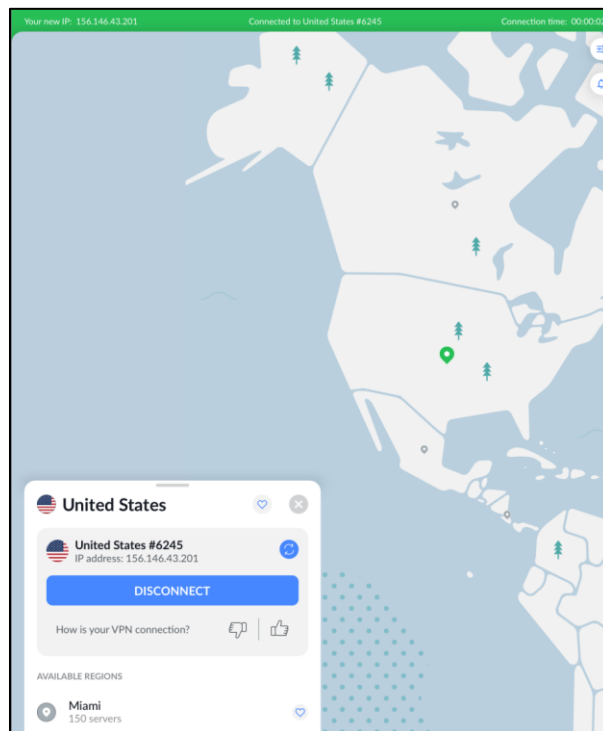 Your new IP: 156.146.43.201 Connected to United States #6245 Connection time: 00:00:02
United States
United States #6245
IP address: 156.146.43.201
DISCONNECT
How is your VPN connection?
AVAILABLE REGIONS
Miami
150 servers